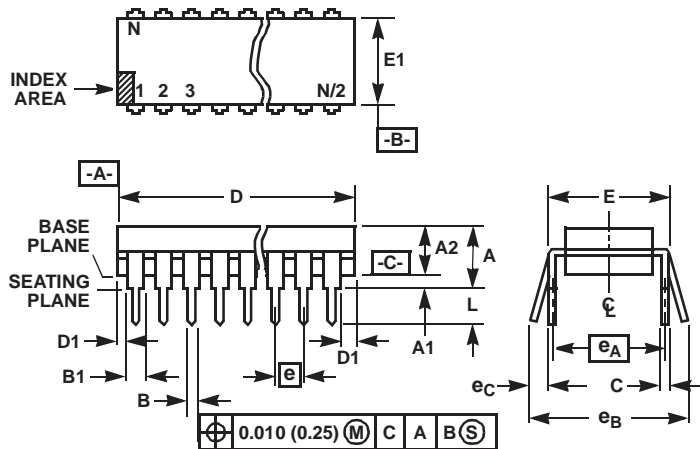 N
INDEX
AREA
1 2 3 N/2
E1
-B-
-A-
D
E
BASE
PLANE
A2
A
-C-
SEATING
PLANE
L
D1
A1
D1
B1
e
B
eA
eC
C
eB
0.010 (0.25) M C A B S